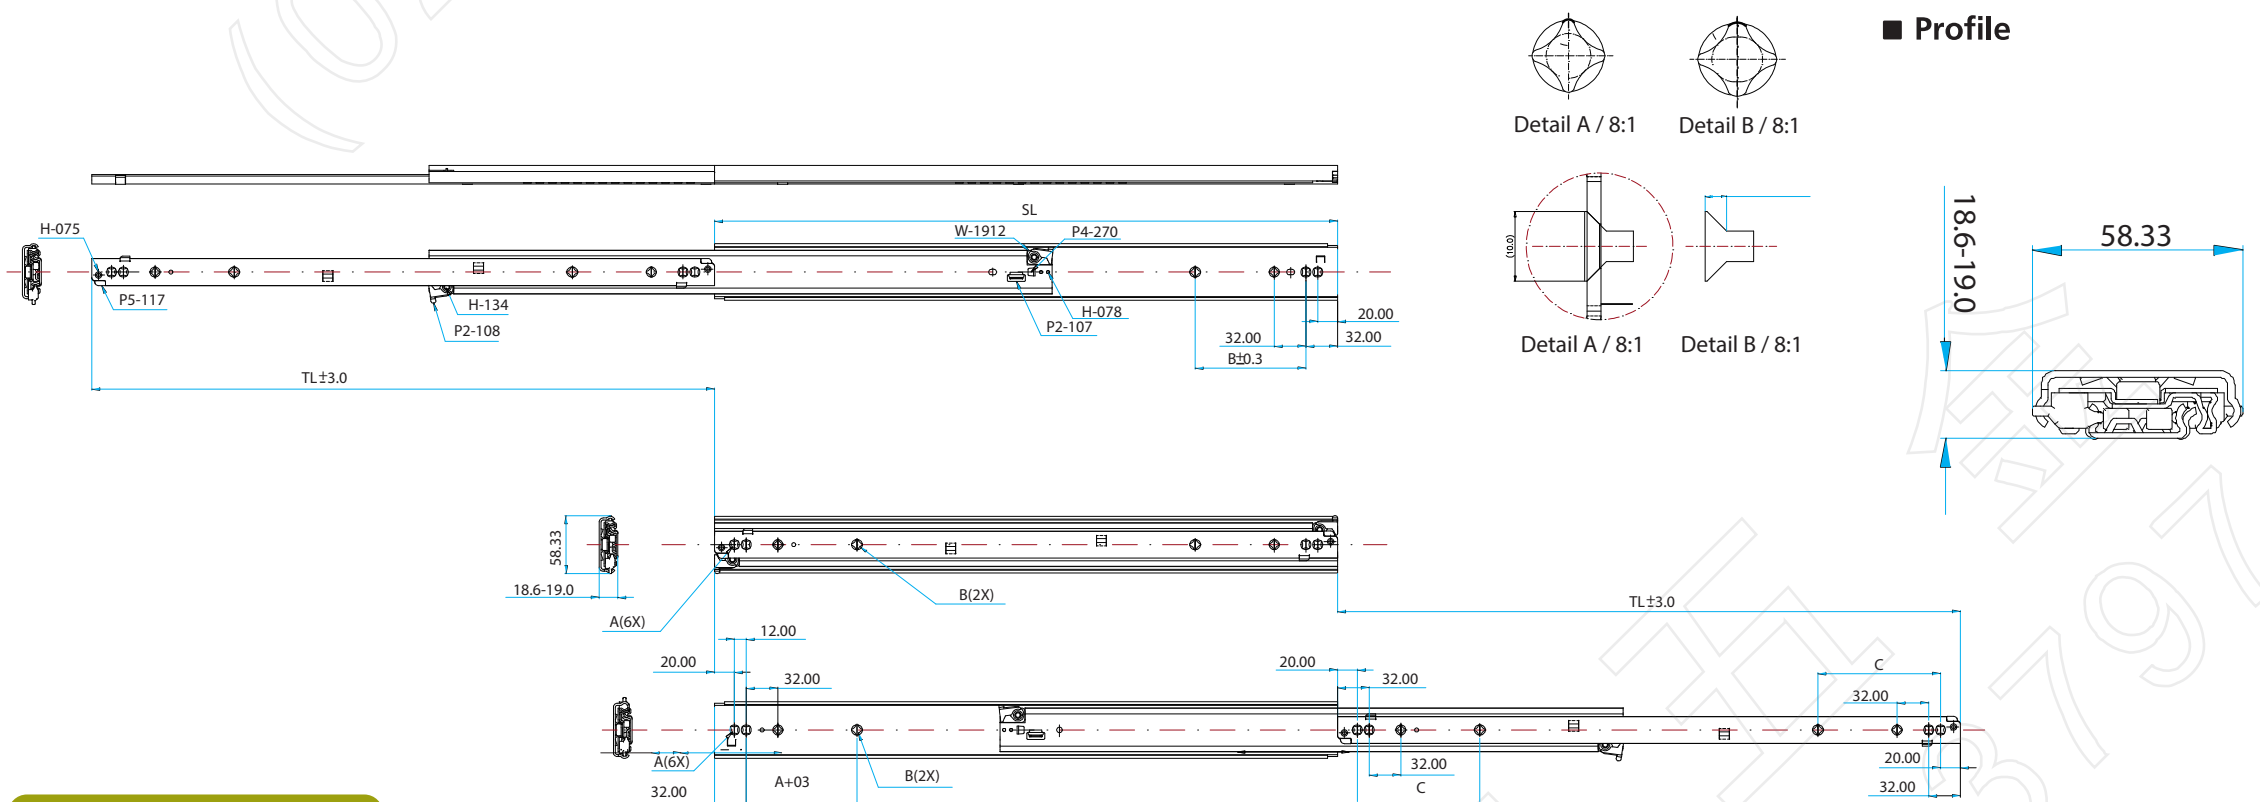 ■ Profile
Detail A / 8:1
Detail B / 8:1
SL
H-075
W-1912
P4-270
(10.0)
18.6-19.0
58.33
P5-117
H-134
P2-108
H-078
P2-107
20.00
32.00
32.00
B±0.3
Detail A / 8:1
Detail B / 8:1
TL±3.0
58.33
18.6-19.0
B(2X)
A(6X)
TL±3.0
12.00
20.00
32.00
20.00
32.00
C
32.00
A(6X)
A+03
B(2X)
32.00
32.00
C
20.00
32.00
五金
3797
(02